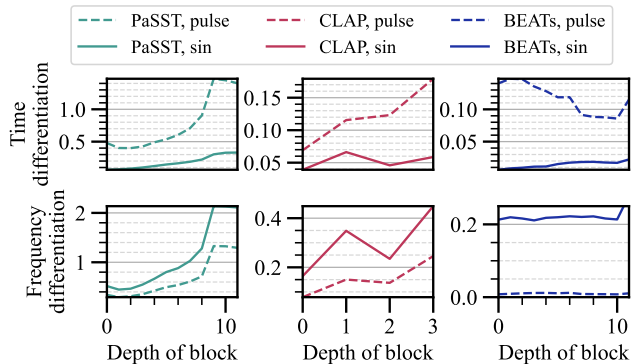 PaSST, pulse CLAP, pulse BEATs, pulse
PaSST, sin CLAP, sin BEATs, sin
Time
differentiation
1.0
0.5
0.15
0.10
0.05
0.10
Frequency
differentiation
2
1
0.4
0.2
0.2
0.0
0 10
0 1 2 3
0 10
Depth of block Depth of block Depth of block